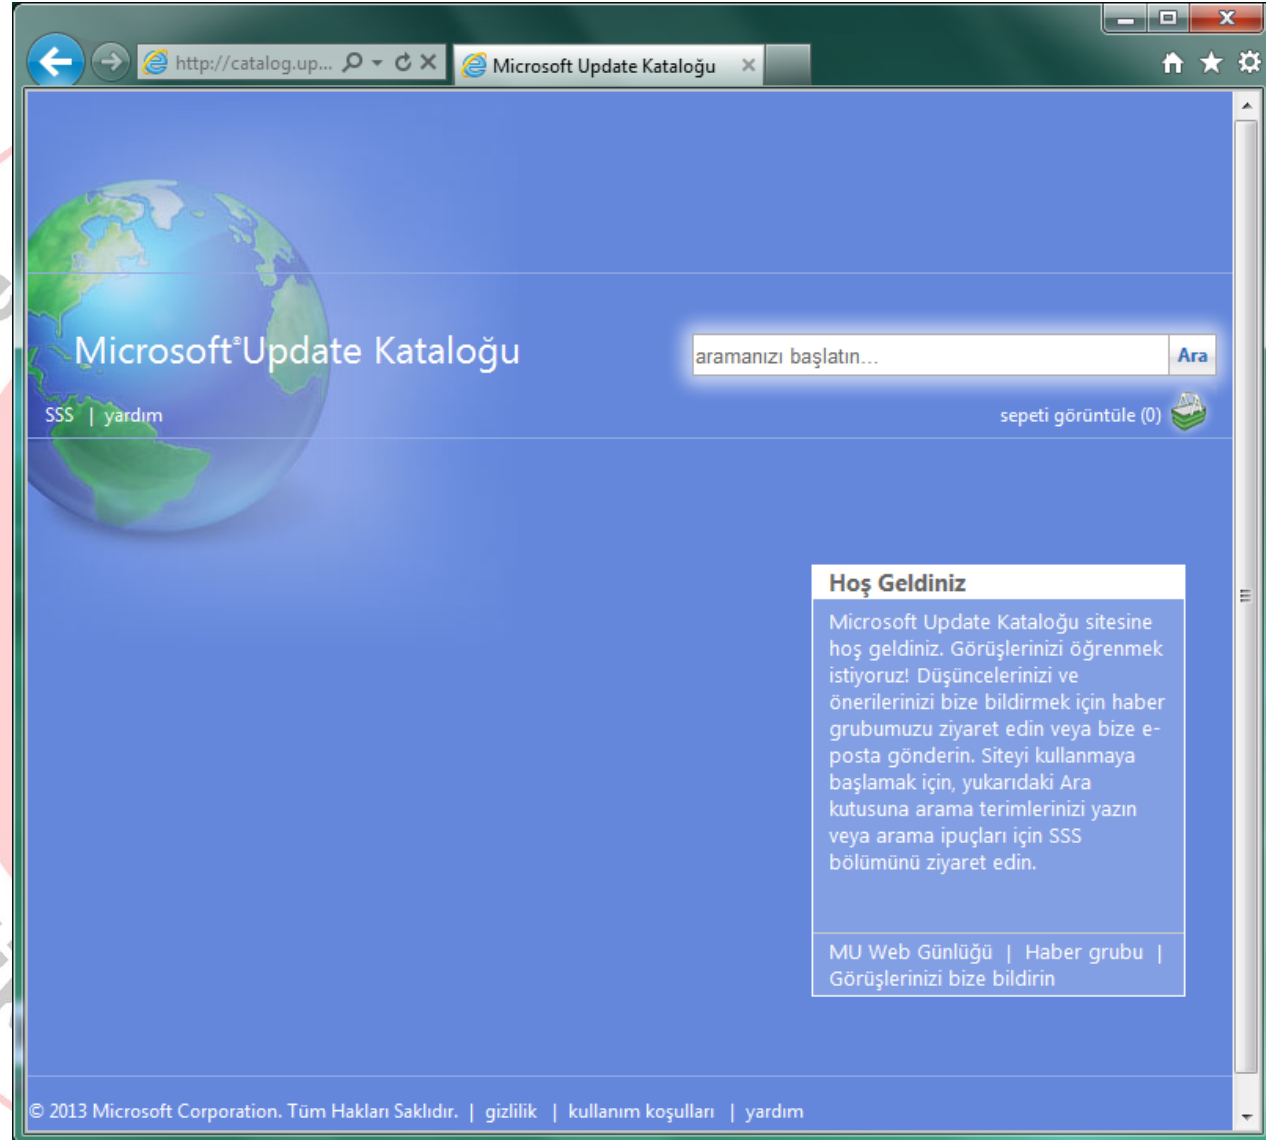 http://catalog.up...
Microsoft Update Kataloğu
Microsoft®Update Kataloğu
aramanızı başlatın...
Ara
SSS | yardım
sepeti görüntüle (0)
Hoş Geldiniz
Microsoft Update Kataloğu sitesine
hoş geldiniz. Görüşlerinizi öğrenmek
istiyoruz! Düşüncelerinizi ve
önerilerinizi bize bildirmek için haber
grubumuzu ziyaret edin veya bize e-
posta gönderin. Siteyi kullanmaya
başlamak için, yukarıdaki Ara
kutusuna arama terimlerinizi yazın
veya arama ipuçları için SSS
bölümünü ziyaret edin.
MU Web Günlüğü | Haber grubu |
Görüşlerinizi bize bildirin
© 2013 Microsoft Corporation. Tüm Hakları Saklıdır. | gizlilik | kullanım koşulları | yardım